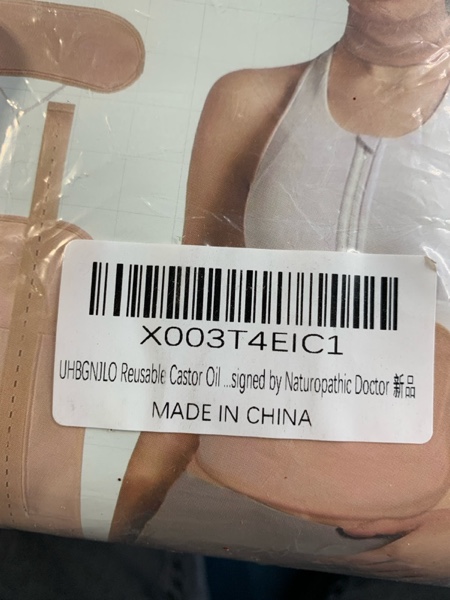 X003T4EIC1
UHBGNJLO Reusable Castor Oil ...signed by Naturopathic Doctor 新品
MADE IN CHINA